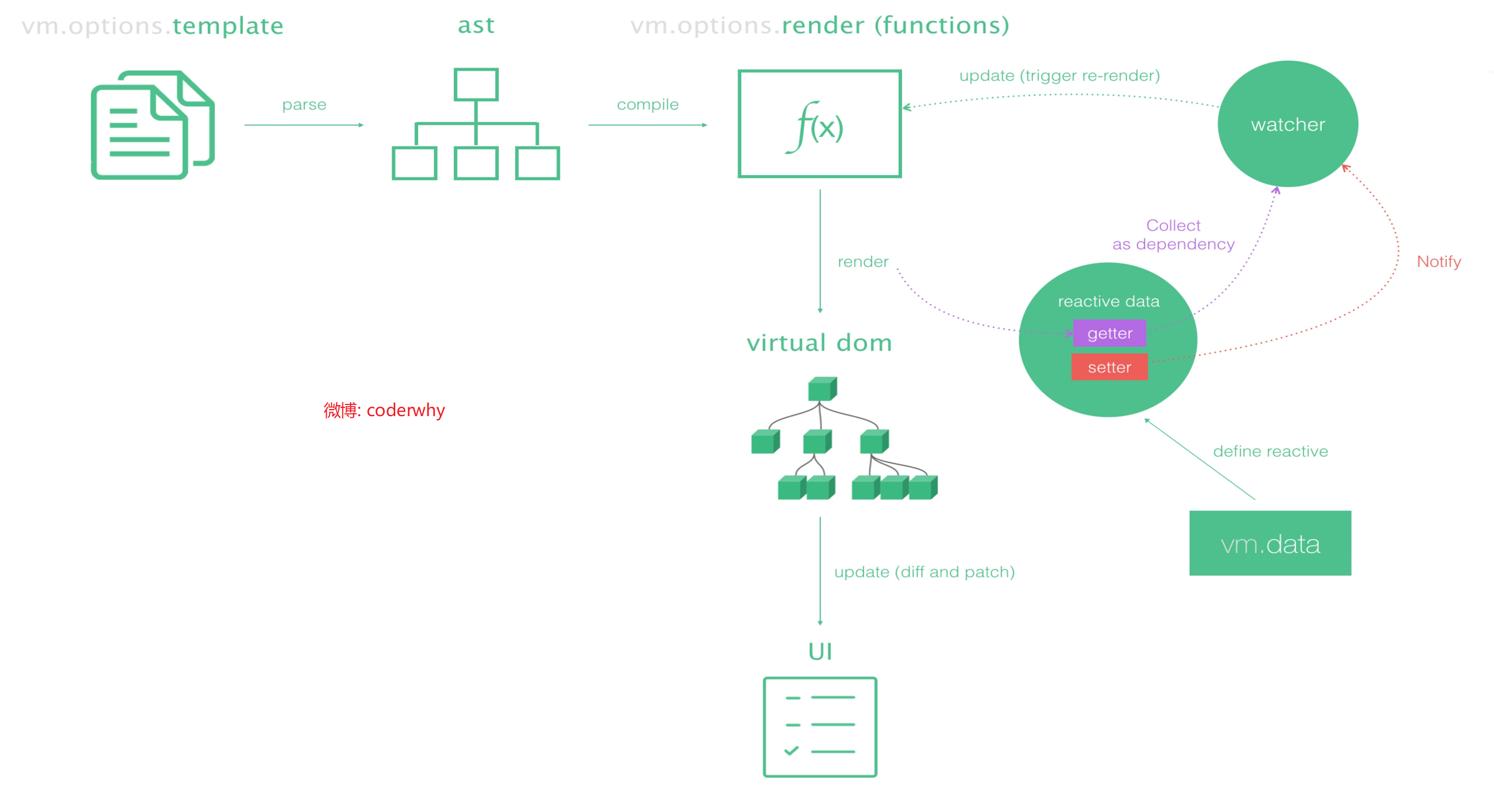 vm.options.template
ast
vm.options.render (functions)
parse
compile
f(x)
update (trigger re-render)
watcher
Collect
as dependency
Notify
render
reactive data
getter
setter
virtual dom
微博: coderwhy
define reactive
vm.data
update (diff and patch)
UI